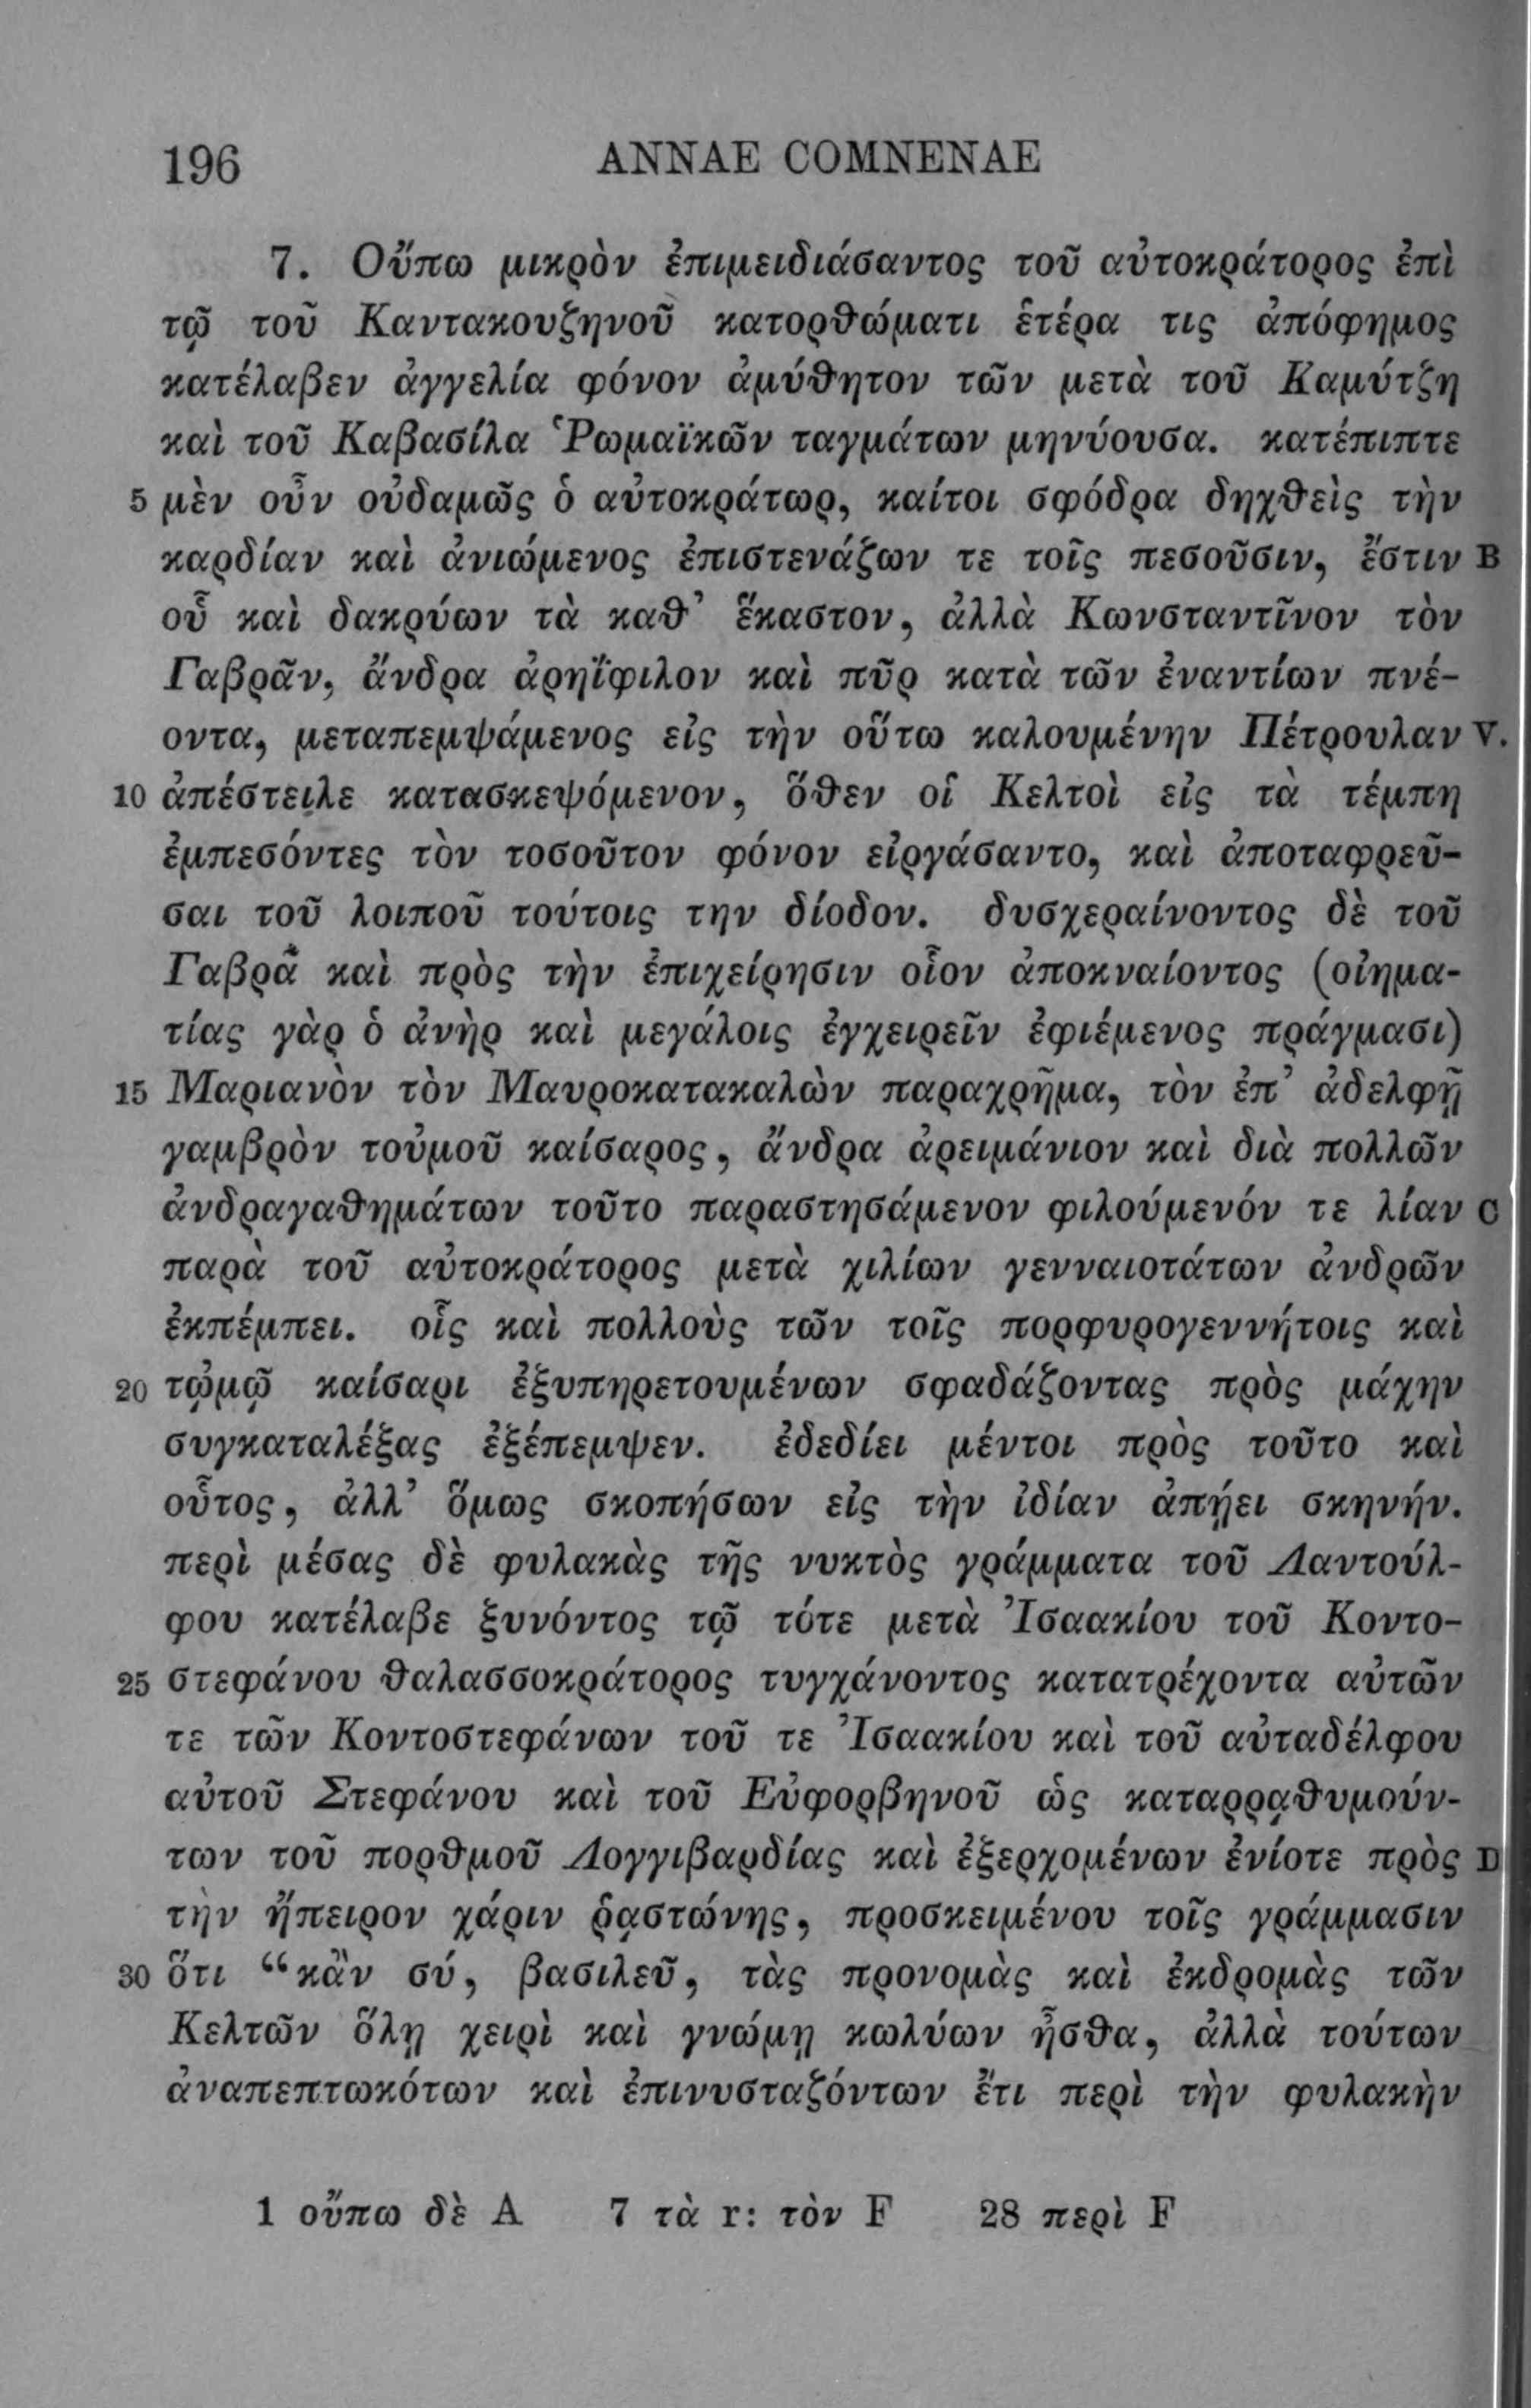 196 ANNAE COMNENAE
7. Οὔπω μικρὸν ἐπιμειδιάσαντος τοῦ αὐτοκράτορος ἐπὶ
τῷ τοῦ Καντακουζηνοῦ κατορθώματι ἑτέρα τις ἀπόφημος
κατέλαβεν ἀγγελία φόνον ἀμύθητον τῶν μετὰ τοῦ Καμύτζη
καὶ τοῦ Καβασίλα Ῥωμαϊκῶν ταγμάτων μηνύουσα. κατέπιπτε
5 μὲν οὖν οὐδαμῶς ὁ αὐτοκράτωρ, καίτοι σφόδρα δηχθεὶς τὴν
καρδίαν καὶ ἀνιώμενος ἐπιστενάζων τε τοῖς πεσοῦσιν, ἔστιν B
οὗ καὶ δακρύων τὰ καθ’ ἕκαστον, ἀλλὰ Κωνσταντῖνον τὸν
Γαβρᾶν, ἄνδρα ἀρηΐφιλον καὶ πῦρ κατὰ τῶν ἐναντίων πνέ-
οντα, μεταπεμψάμενος εἰς τὴν οὕτω καλουμένην Πέτρουλαν V.
10 ἀπέστειλε κατασκεψόμενον, ὅθεν οἱ Κελτοὶ εἰς τὰ τέμπη
ἐμπεσόντες τὸν τοσοῦτον φόνον εἰργάσαντο, καὶ ἀποταφρεῦ-
σαι τοῦ λοιποῦ τούτοις την δίοδον. δυσχεραίνοντος δὲ τοῦ
Γαβρᾶ καὶ πρὸς τὴν ἐπιχείρησιν οἷον ἀποκναίοντος (οἰημα-
τίας γὰρ ὁ ἀνὴρ καὶ μεγάλοις ἐγχειρεῖν ἐφιέμενος πράγμασι)
15 Μαριανὸν τὸν Μαυροκατακαλὼν παραχρῆμα, τὸν ἐπ’ ἀδελφῇ
γαμβρὸν τοὐμοῦ καίσαρος, ἄνδρα ἀρειμάνιον καὶ διὰ πολλῶν
ἀνδραγαθημάτων τοῦτο παραστησάμενον φιλούμενόν τε λίαν C
παρὰ τοῦ αὐτοκράτορος μετὰ χιλίων γενναιοτάτων ἀνδρῶν
ἐκπέμπει. οἷς καὶ πολλοὺς τῶν τοῖς πορφυρογεννήτοις καὶ
20 τᾠμῷ καίσαρι ἐξυπηρετουμένων σφαδάζοντας πρὸς μάχην
συγκαταλέξας ἐξέπεμψεν. ἐδεδίει μέντοι πρὸς τοῦτο καὶ
οὗτος, ἀλλ’ ὅμως σκοπήσων εἰς τὴν ἰδίαν ἀπῄει σκηνήν.
περὶ μέσας δὲ φυλακὰς τῆς νυκτὸς γράμματα τοῦ Λαντούλ-
φου κατέλαβε ξυνόντος τῷ τότε μετὰ Ἰσαακίου τοῦ Κοντο-
25 στεφάνου θαλασσοκράτορος τυγχάνοντος κατατρέχοντα αὐτῶν
τε τῶν Κοντοστεφάνων τοῦ τε Ἰσαακίου καὶ τοῦ αὐταδέλφου
αὐτοῦ Στεφάνου καὶ τοῦ Εὐφορβηνοῦ ὡς καταρρᾳθυμούν-
των τοῦ πορθμοῦ Λογγιβαρδίας καὶ ἐξερχομένων ἐνίοτε πρὸς D
τὴν ἤπειρον χάριν ῥᾳστώνης, προσκειμένου τοῖς γράμμασιν
30 ὅτι “κἂν σύ, βασιλεῦ, τὰς προνομὰς καὶ ἐκδρομὰς τῶν
Κελτῶν ὅλῃ χειρὶ καὶ γνώμῃ κωλύων ἦσθα, ἀλλὰ τούτων
ἀναπεπτωκότων καὶ ἐπινυσταζόντων ἔτι περὶ τὴν φυλακὴν
1 οὔπω δὲ A 7 τὰ r: τὸν F 28 περὶ F